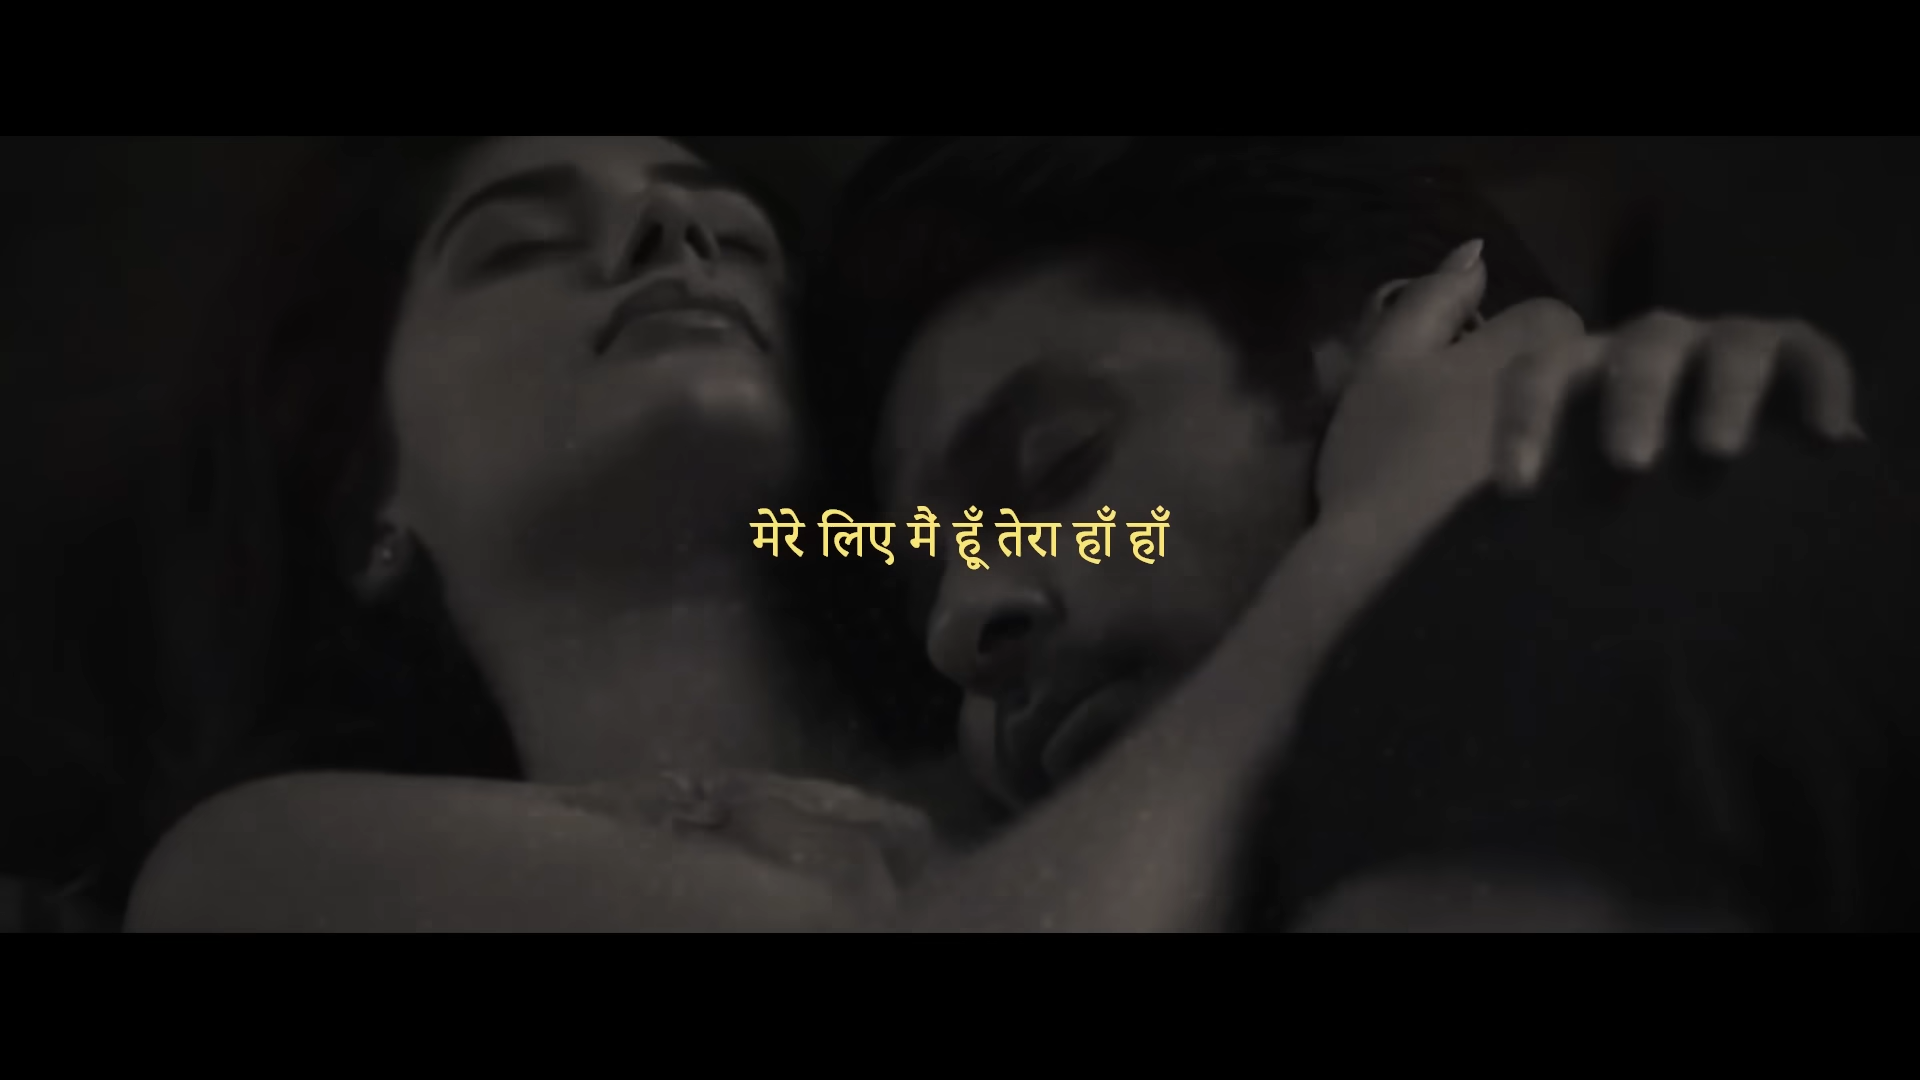 मेरे लिए मैं हूँ तेरा हाँ हाँ